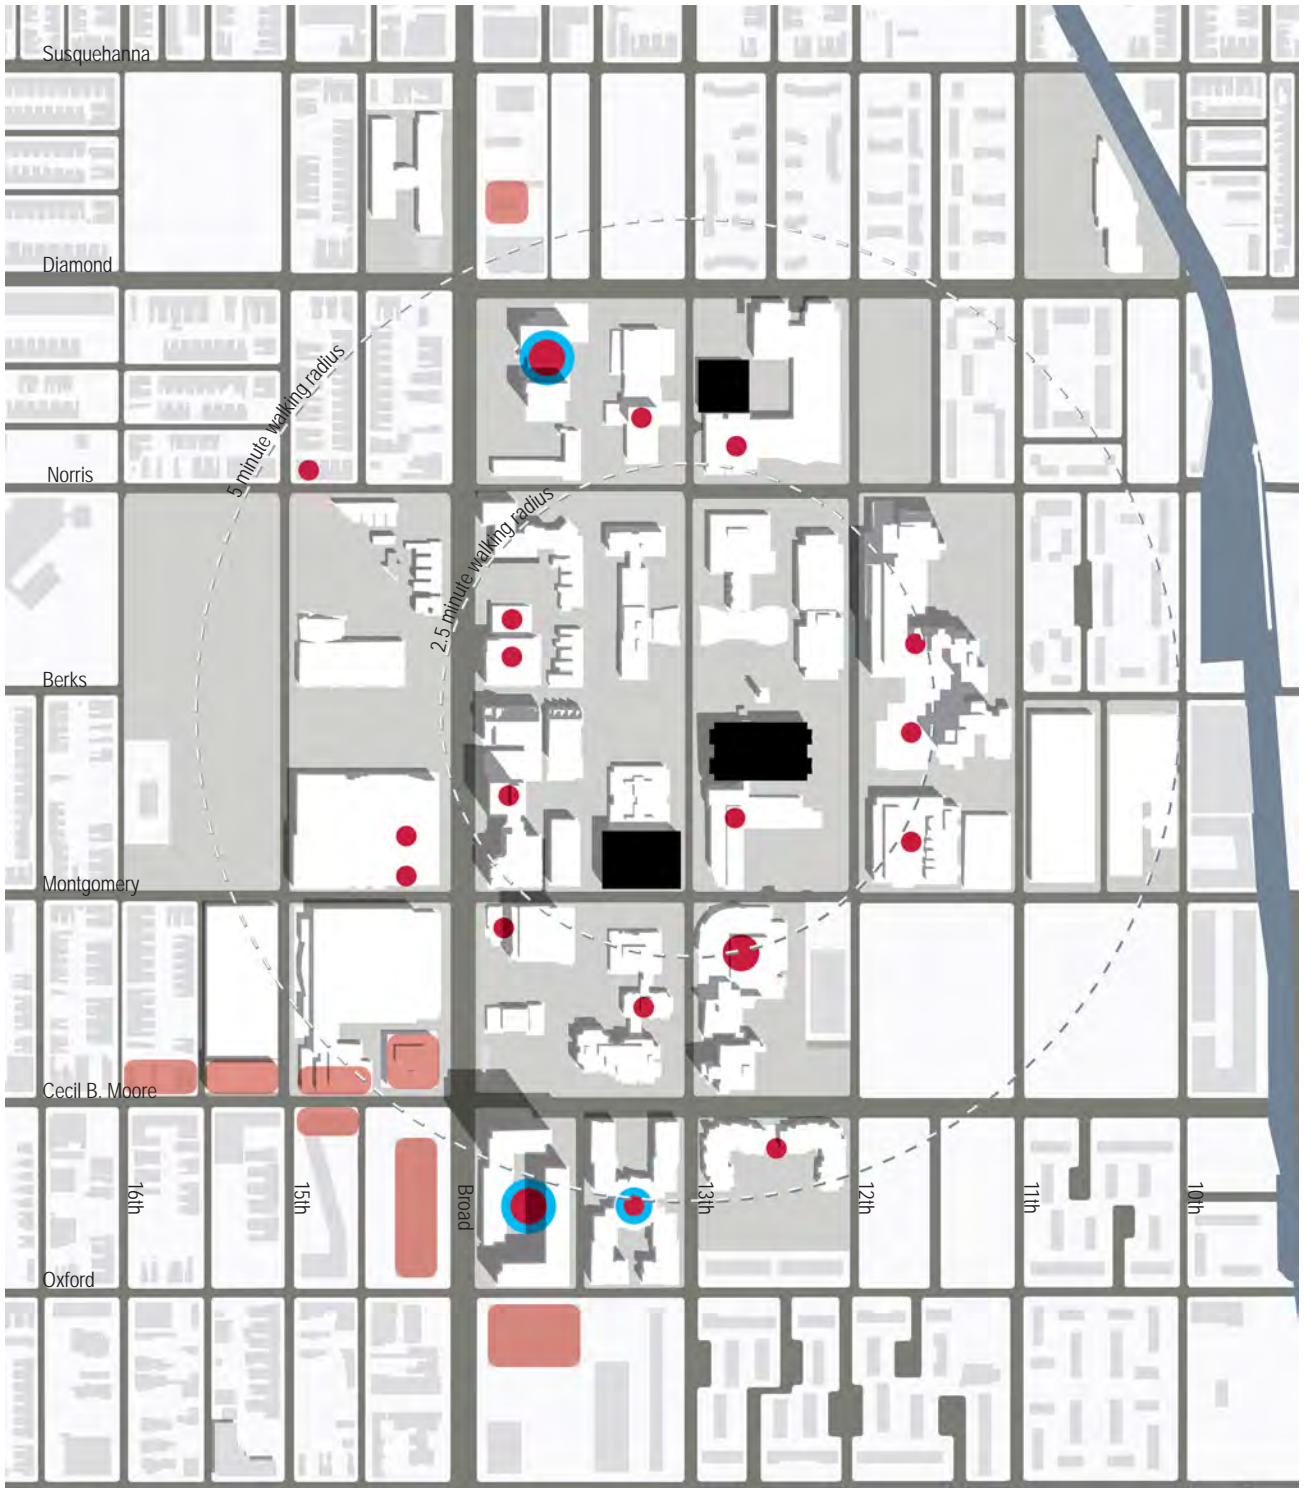 Susquehanna
Diamond
5 minute walking radius
Norris
2.5 minute walking radius
Berks
Montgomery
Cecil B. Moore
16th
15th
Broad
13th
12th
11th
10th
Oxford